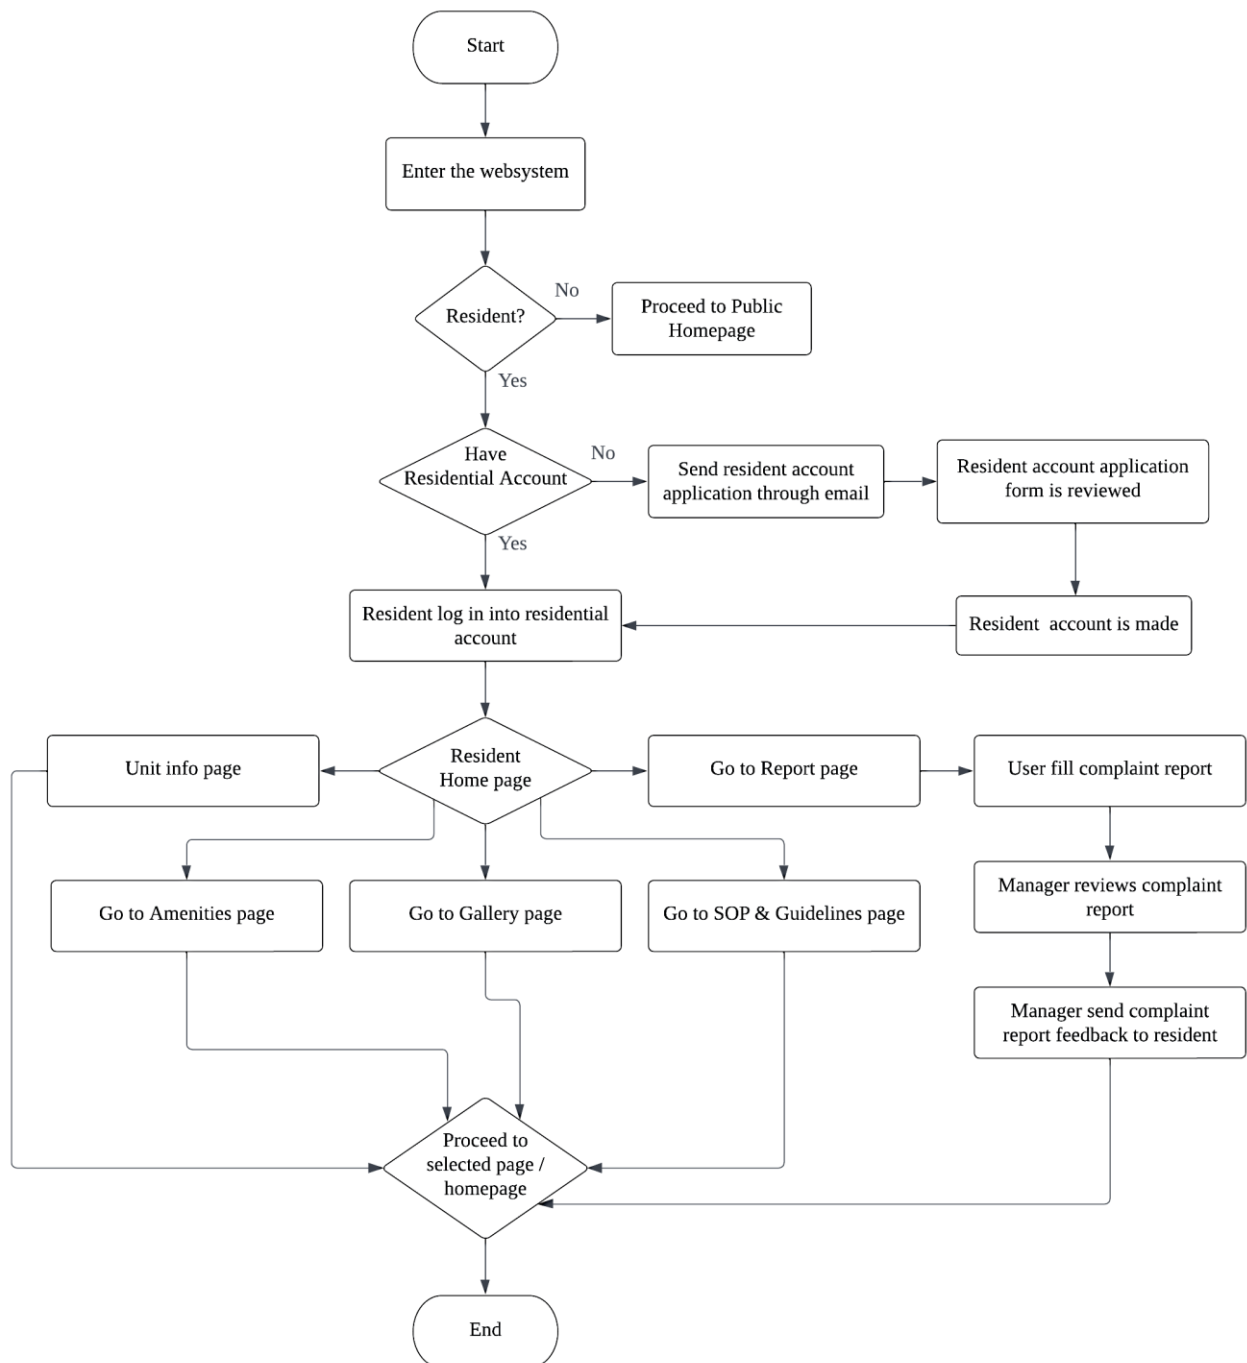 Start
Enter the websystem
Resident?
No
Proceed to Public
Homepage
Yes
Have
Residential Account
No
Send resident account
application through email
Resident account application
form is reviewed
Yes
Resident log in into residential
account
Resident account is made
Unit info page
Resident
Home page
Go to Report page
User fill complaint report
Go to Amenities page
Go to Gallery page
Go to SOP & Guidelines page
Manager reviews complaint
report
Manager send complaint
report feedback to resident
Proceed to
selected page /
homepage
End